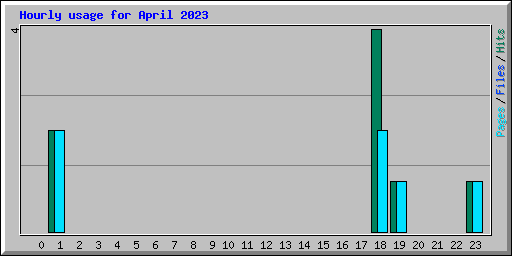 Hourly usage for April 2023
4
Pages/Files/Hits
0 1 2 3 4 5 6 7 8 9 10 11 12 13 14 15 16 17 18 19 20 21 22 23